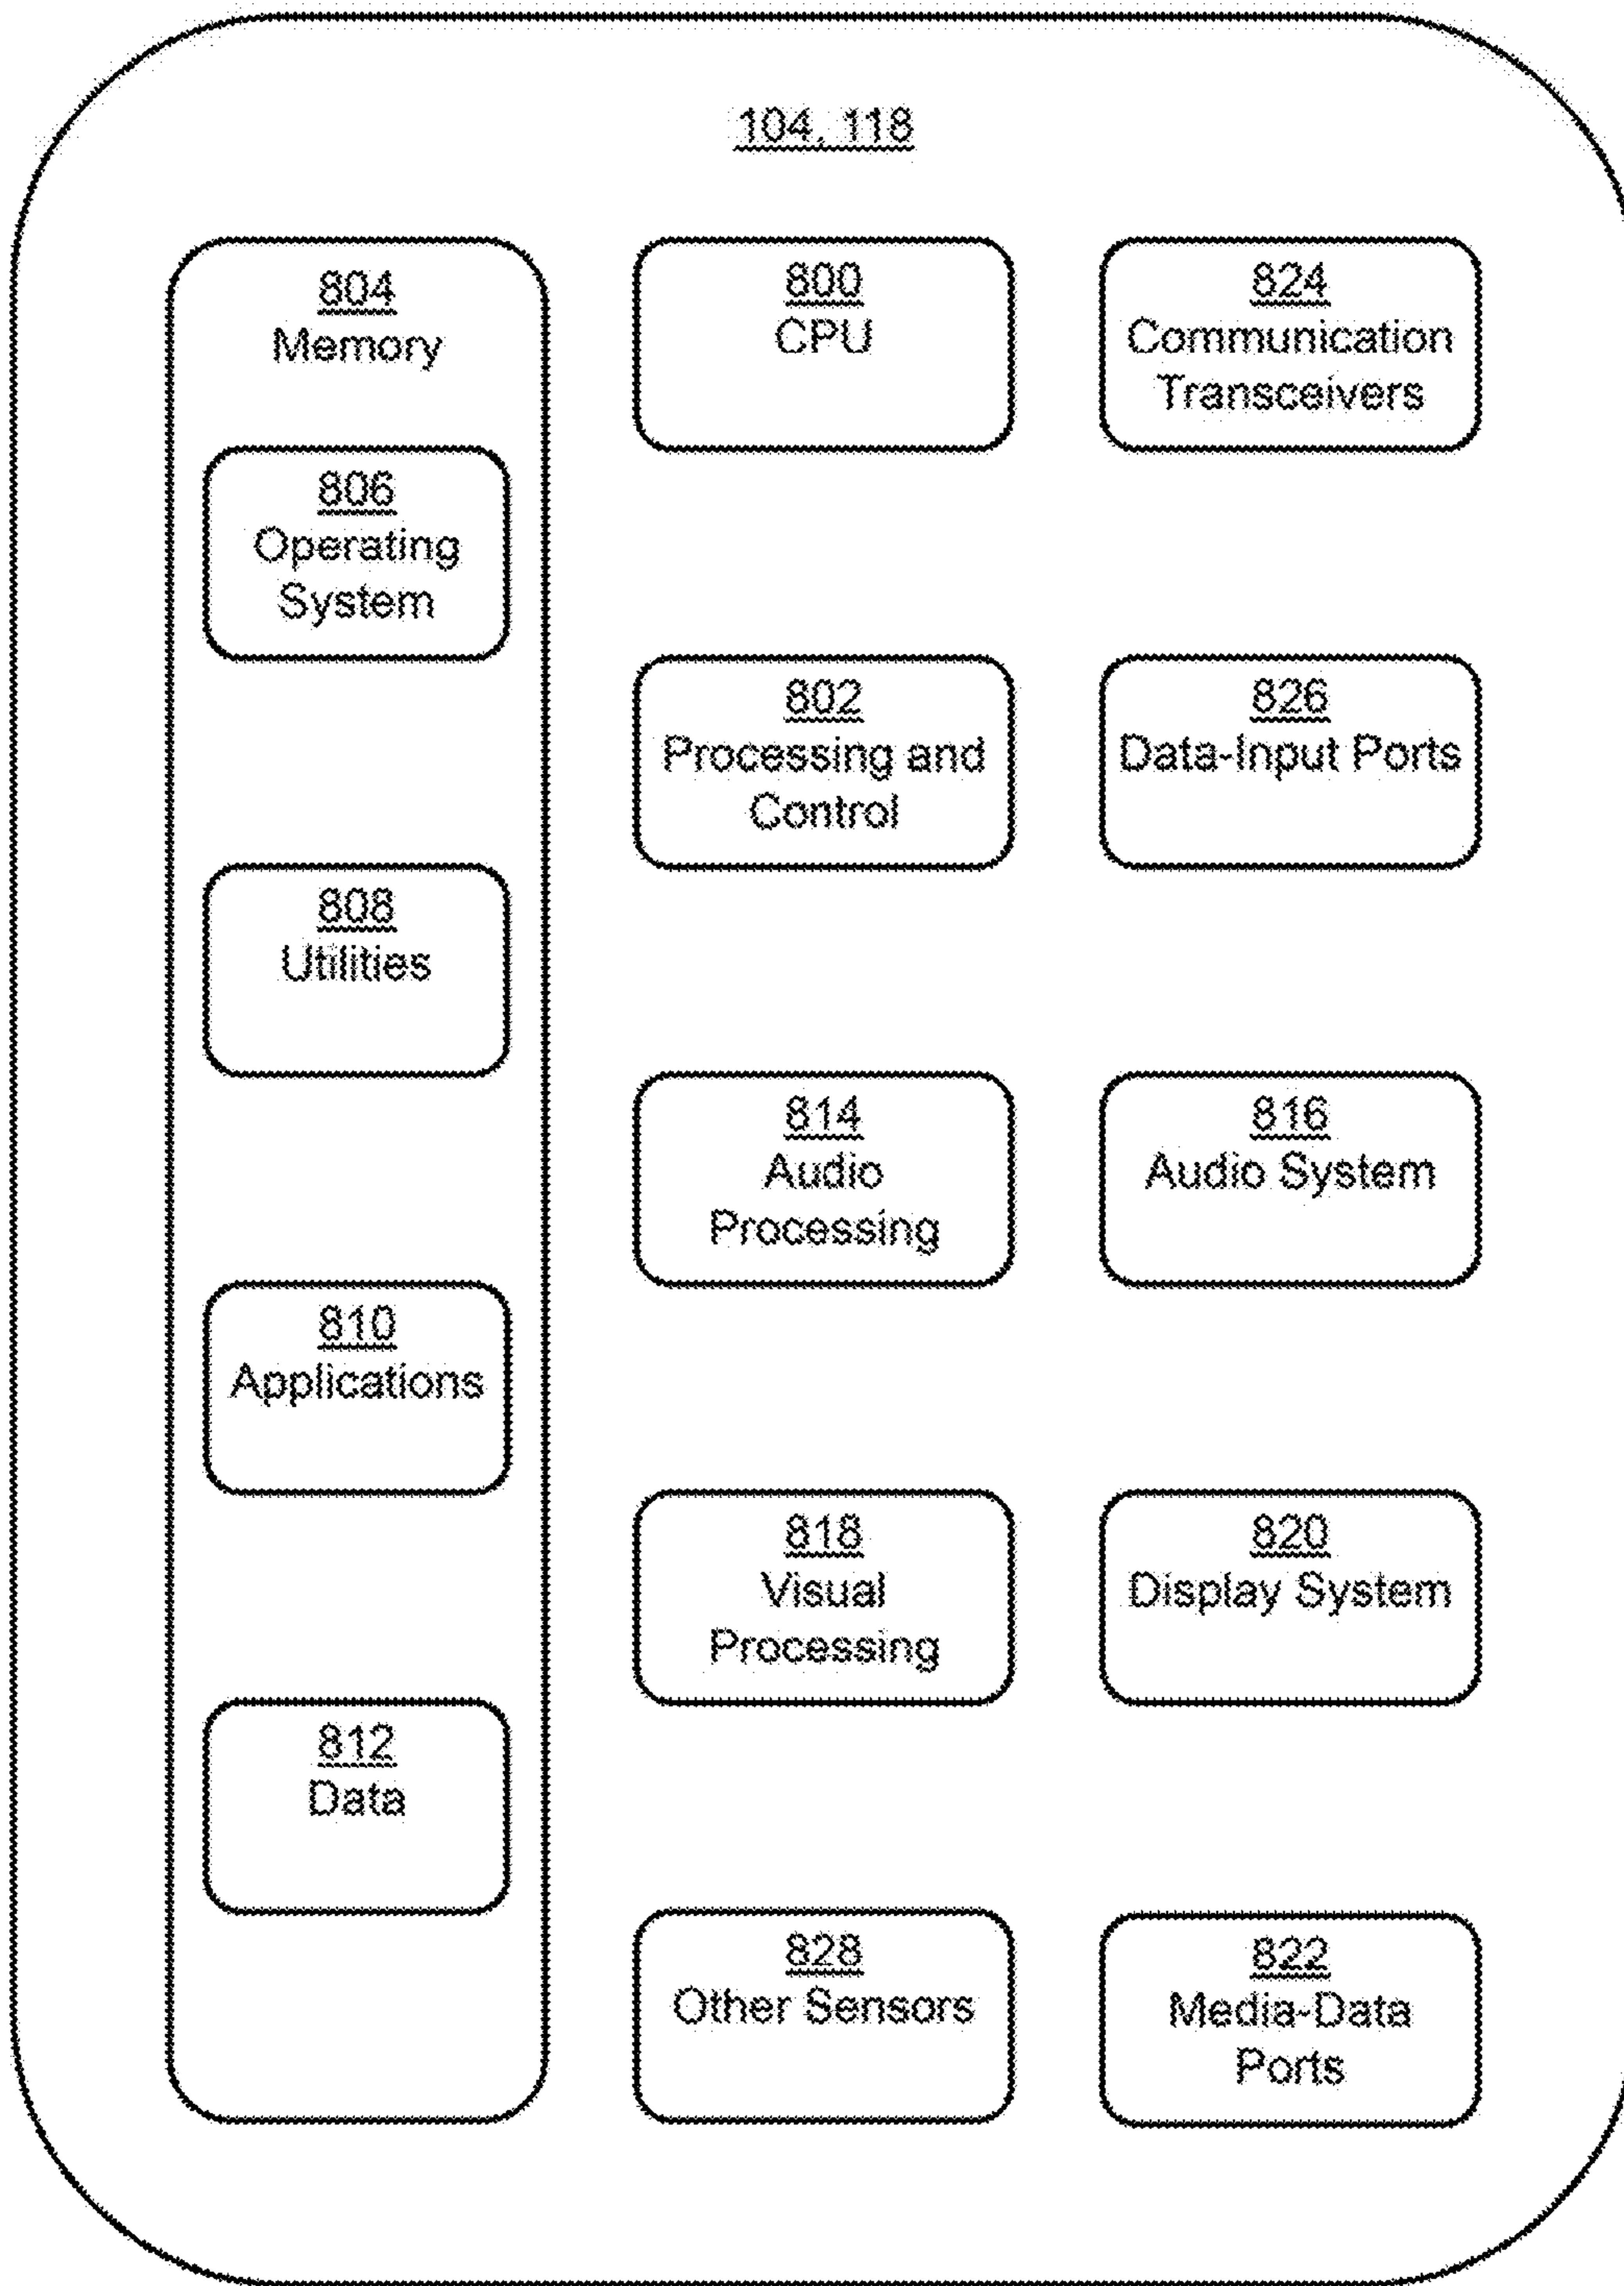 104, 118
804
Memory
806
Operating
System
808
Utilities
810
Applications
812
Data
800
CPU
802
Processing and
Control
814
Audio
Processing
818
Visual
Processing
828
Other Sensors
824
Communication
Transceivers
826
Data-Input Ports
816
Audio System
820
Display System
822
Media-Data
Ports